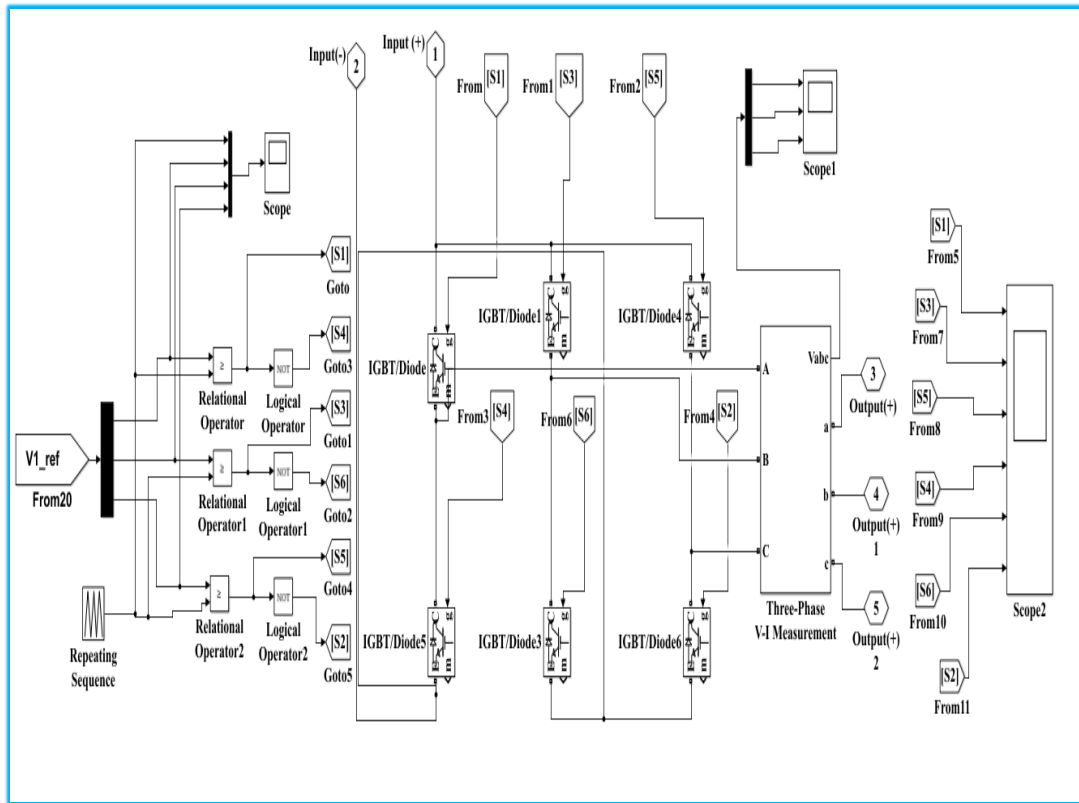 Input(-)
2
Input (+)
1
From
[S1]
From1
[S3]
From2
[S5]
Scope
Scope1
[S1]
Goto
[S4]
Goto3
[S3]
Goto1
[S6]
Goto2
[S5]
Goto4
[S2]
Goto5
≥
Relational
Operator
NOT
Logical
Operator
≥
Relational
Operator1
NOT
Logical
Operator1
≥
Relational
Operator2
NOT
Logical
Operator2
V1_ref
From20
Repeating
Sequence
IGBT/Diode
C
g
E
m
IGBT/Diode1
C
g
E
m
IGBT/Diode4
C
g
E
m
From3
[S4]
From6
[S6]
From4
[S2]
IGBT/Diode5
C
g
E
m
IGBT/Diode3
C
g
E
m
IGBT/Diode6
C
g
E
m
A
B
C
Vabc
a
b
c
Three-Phase
V-I Measurement
3
Output(+)
4
Output(+)
1
5
Output(+)
2
[S1]
From5
[S3]
From7
[S5]
From8
[S4]
From9
[S6]
From10
[S2]
From11
Scope2